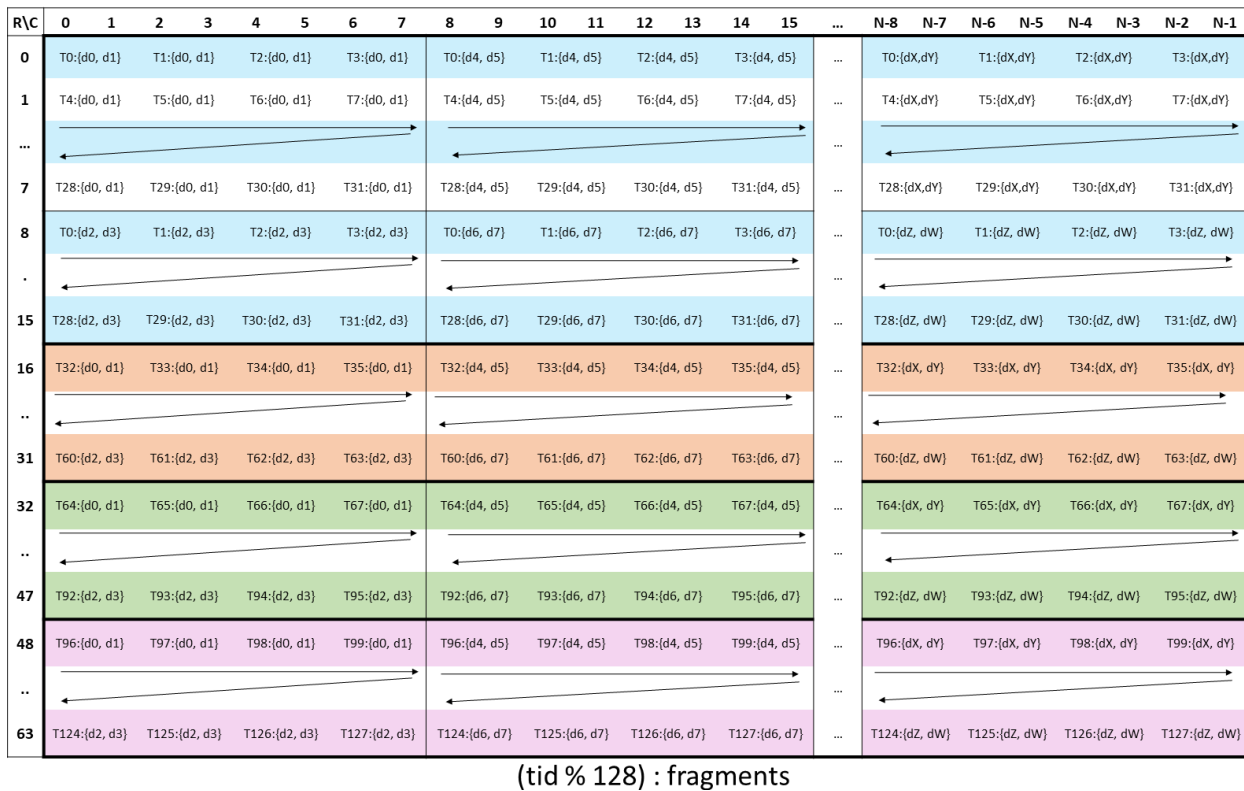 R\C 0 1 2 3 4 5 6 7 8 9 10 11 12 13 14 15 ... N-8 N-7 N-6 N-5 N-4 N-3 N-2 N-1
0 T0:{d0, d1} T1:{d0, d1} T2:{d0, d1} T3:{d0, d1} T0:{d4, d5} T1:{d4, d5} T2:{d4, d5} T3:{d4, d5} ... T0:{dX,dY} T1:{dX,dY} T2:{dX,dY} T3:{dX,dY}
1 T4:{d0, d1} T5:{d0, d1} T6:{d0, d1} T7:{d0, d1} T4:{d4, d5} T5:{d4, d5} T6:{d4, d5} T7:{d4, d5} ... T4:{dX,dY} T5:{dX,dY} T6:{dX,dY} T7:{dX,dY}
... ...
7 T28:{d0, d1} T29:{d0, d1} T30:{d0, d1} T31:{d0, d1} T28:{d4, d5} T29:{d4, d5} T30:{d4, d5} T31:{d4, d5} ... T28:{dX,dY} T29:{dX,dY} T30:{dX,dY} T31:{dX,dY}
8 T0:{d2, d3} T1:{d2, d3} T2:{d2, d3} T3:{d2, d3} T0:{d6, d7} T1:{d6, d7} T2:{d6, d7} T3:{d6, d7} ... T0:{dZ, dW} T1:{dZ, dW} T2:{dZ, dW} T3:{dZ, dW}
. ...
15 T28:{d2, d3} T29:{d2, d3} T30:{d2, d3} T31:{d2, d3} T28:{d6, d7} T29:{d6, d7} T30:{d6, d7} T31:{d6, d7} ... T28:{dZ, dW} T29:{dZ, dW} T30:{dZ, dW} T31:{dZ, dW}
16 T32:{d0, d1} T33:{d0, d1} T34:{d0, d1} T35:{d0, d1} T32:{d4, d5} T33:{d4, d5} T34:{d4, d5} T35:{d4, d5} ... T32:{dX, dY} T33:{dX, dY} T34:{dX, dY} T35:{dX, dY}
.. ...
31 T60:{d2, d3} T61:{d2, d3} T62:{d2, d3} T63:{d2, d3} T60:{d6, d7} T61:{d6, d7} T62:{d6, d7} T63:{d6, d7} ... T60:{dZ, dW} T61:{dZ, dW} T62:{dZ, dW} T63:{dZ, dW}
32 T64:{d0, d1} T65:{d0, d1} T66:{d0, d1} T67:{d0, d1} T64:{d4, d5} T65:{d4, d5} T66:{d4, d5} T67:{d4, d5} ... T64:{dX, dY} T65:{dX, dY} T66:{dX, dY} T67:{dX, dY}
.. ...
47 T92:{d2, d3} T93:{d2, d3} T94:{d2, d3} T95:{d2, d3} T92:{d6, d7} T93:{d6, d7} T94:{d6, d7} T95:{d6, d7} ... T92:{dZ, dW} T93:{dZ, dW} T94:{dZ, dW} T95:{dZ, dW}
48 T96:{d0, d1} T97:{d0, d1} T98:{d0, d1} T99:{d0, d1} T96:{d4, d5} T97:{d4, d5} T98:{d4, d5} T99:{d4, d5} ... T96:{dX, dY} T97:{dX, dY} T98:{dX, dY} T99:{dX, dY}
.. ...
63 T124:{d2, d3} T125:{d2, d3} T126:{d2, d3} T127:{d2, d3} T124:{d6, d7} T125:{d6, d7} T126:{d6, d7} T127:{d6, d7} ... T124:{dZ, dW} T125:{dZ, dW} T126:{dZ, dW} T127:{dZ, dW}
(tid % 128) : fragments